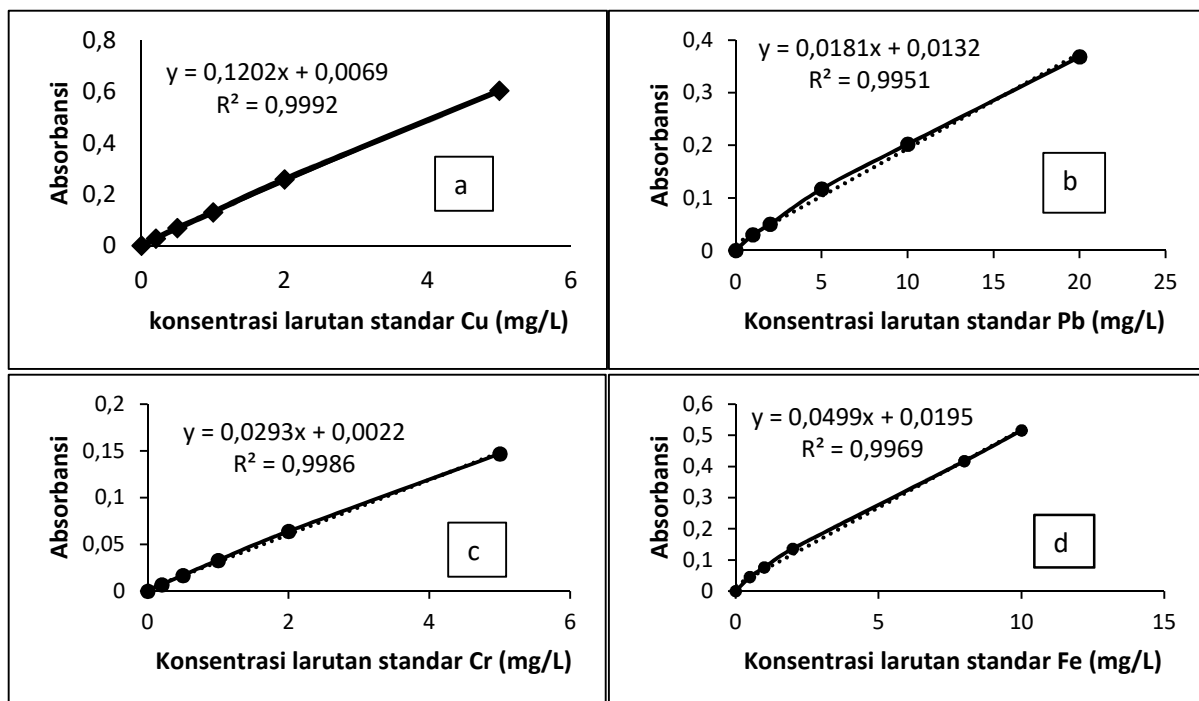 0,8
0,6
0,4
0,2
0
Absorbansi
y = 0,1202x + 0,0069
R² = 0,9992
a
0 2 4 6
konsentrasi larutan standar Cu (mg/L)
0,4
0,3
0,2
0,1
0
Absorbansi
y = 0,0181x + 0,0132
R² = 0,9951
b
0 5 10 15 20 25
Konsentrasi larutan standar Pb (mg/L)
0,2
0,15
0,1
0,05
0
Absorbansi
y = 0,0293x + 0,0022
R² = 0,9986
c
0 2 4 6
Konsentrasi larutan standar Cr (mg/L)
0,6
0,5
0,4
0,3
0,2
0,1
0
Absorbansi
y = 0,0499x + 0,0195
R² = 0,9969
d
0 5 10 15
Konsentrasi larutan standar Fe (mg/L)